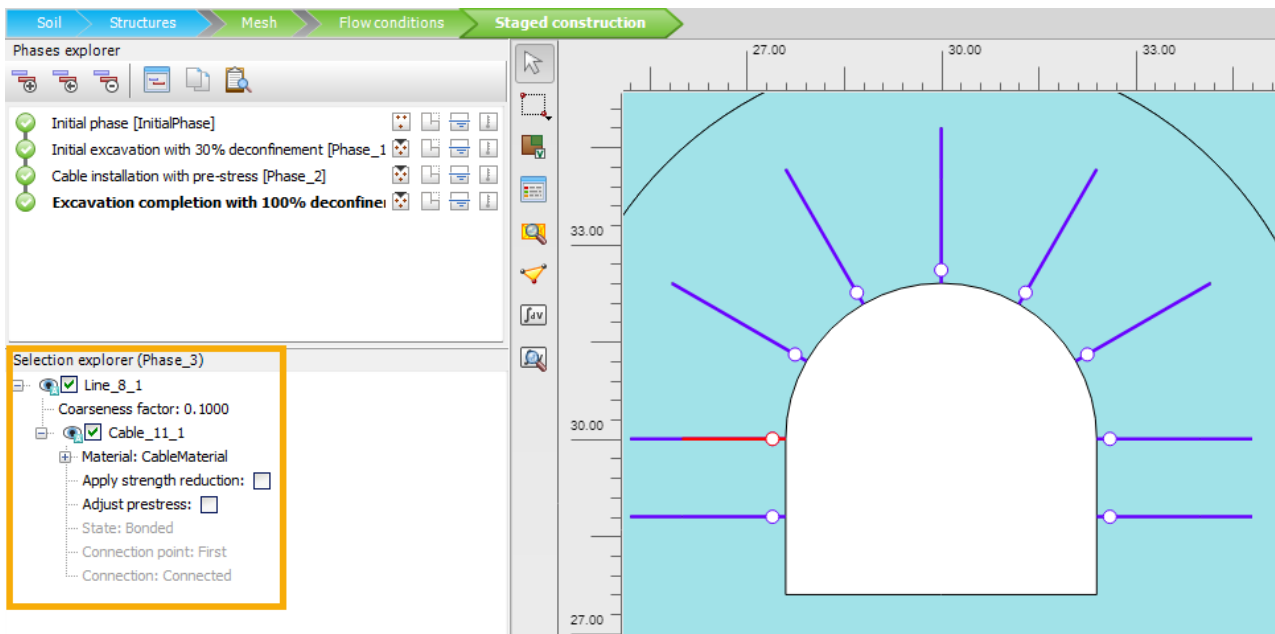 Soil Structures Mesh Flow conditions Staged construction
Phases explorer
Initial phase [InitialPhase]
Initial excavation with 30% deconfinement [Phase_1
Cable installation with pre-stress [Phase_2]
Excavation completion with 100% deconfine
Selection explorer (Phase_3)
Line_8_1
Coarseness factor: 0.1000
Cable_11_1
Material: CableMaterial
Apply strength reduction:
Adjust prestress:
State: Bonded
Connection point: First
Connection: Connected
∫dv
27.00 30.00 33.00
33.00
30.00
27.00